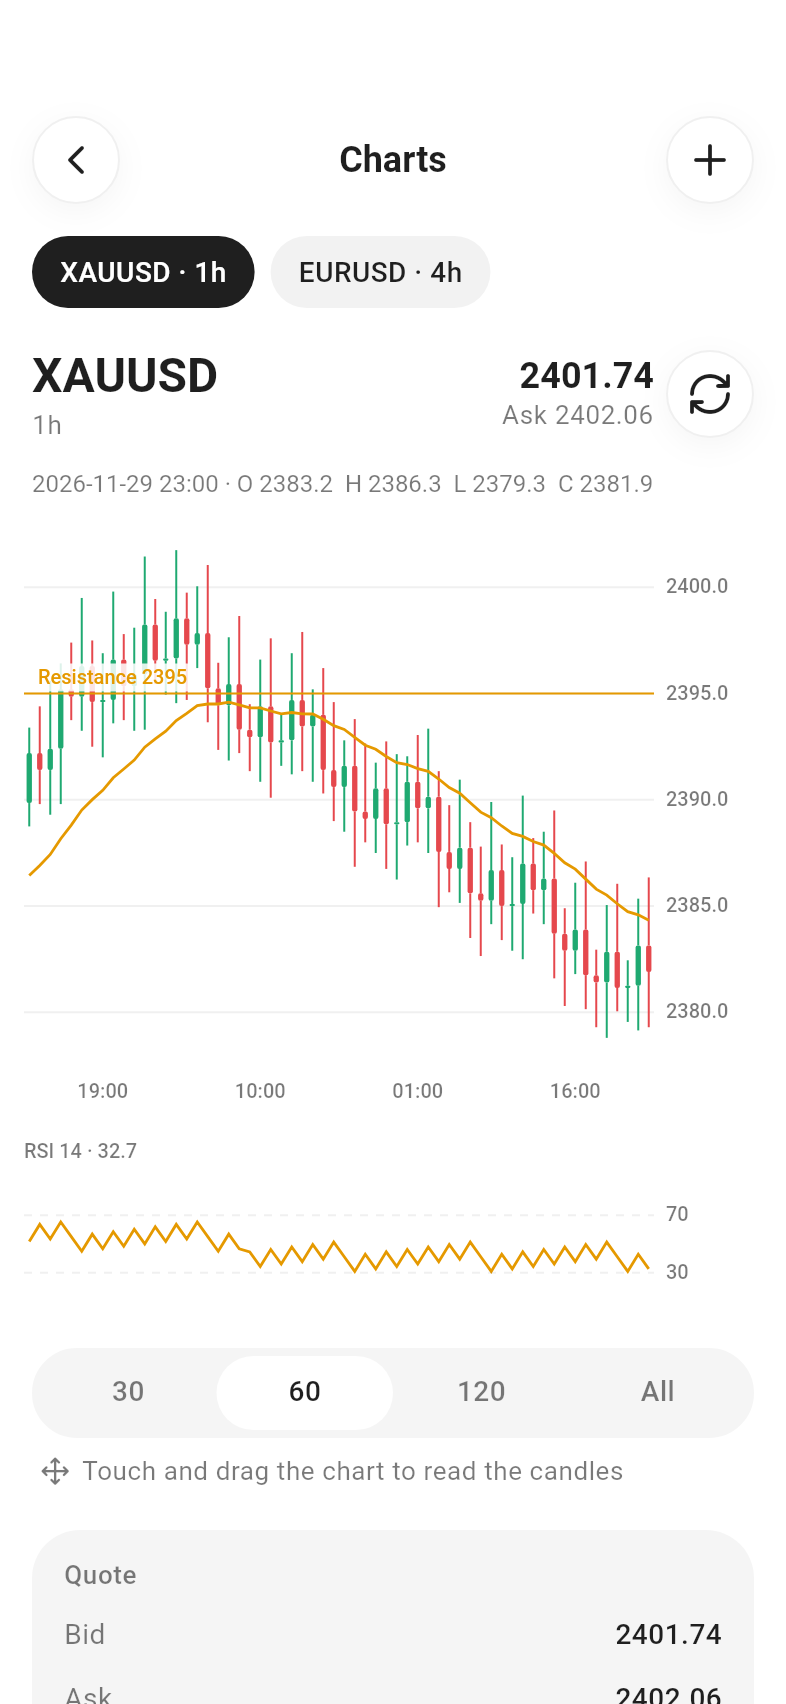 Charts
XAUUSD · 1h
EURUSD · 4h
XAUUSD
2401.74
1h
Ask 2402.06
2026-11-29 23:00 · O 2383.2 H 2386.3 L 2379.3 C 2381.9
2400.0
Resistance 2395
2395.0
2390.0
2385.0
2380.0
19:00 10:00 01:00 16:00
RSI 14 · 32.7
70
30
30 60 120 All
Touch and drag the chart to read the candles
Quote
Bid 2401.74
Ask 2402.06